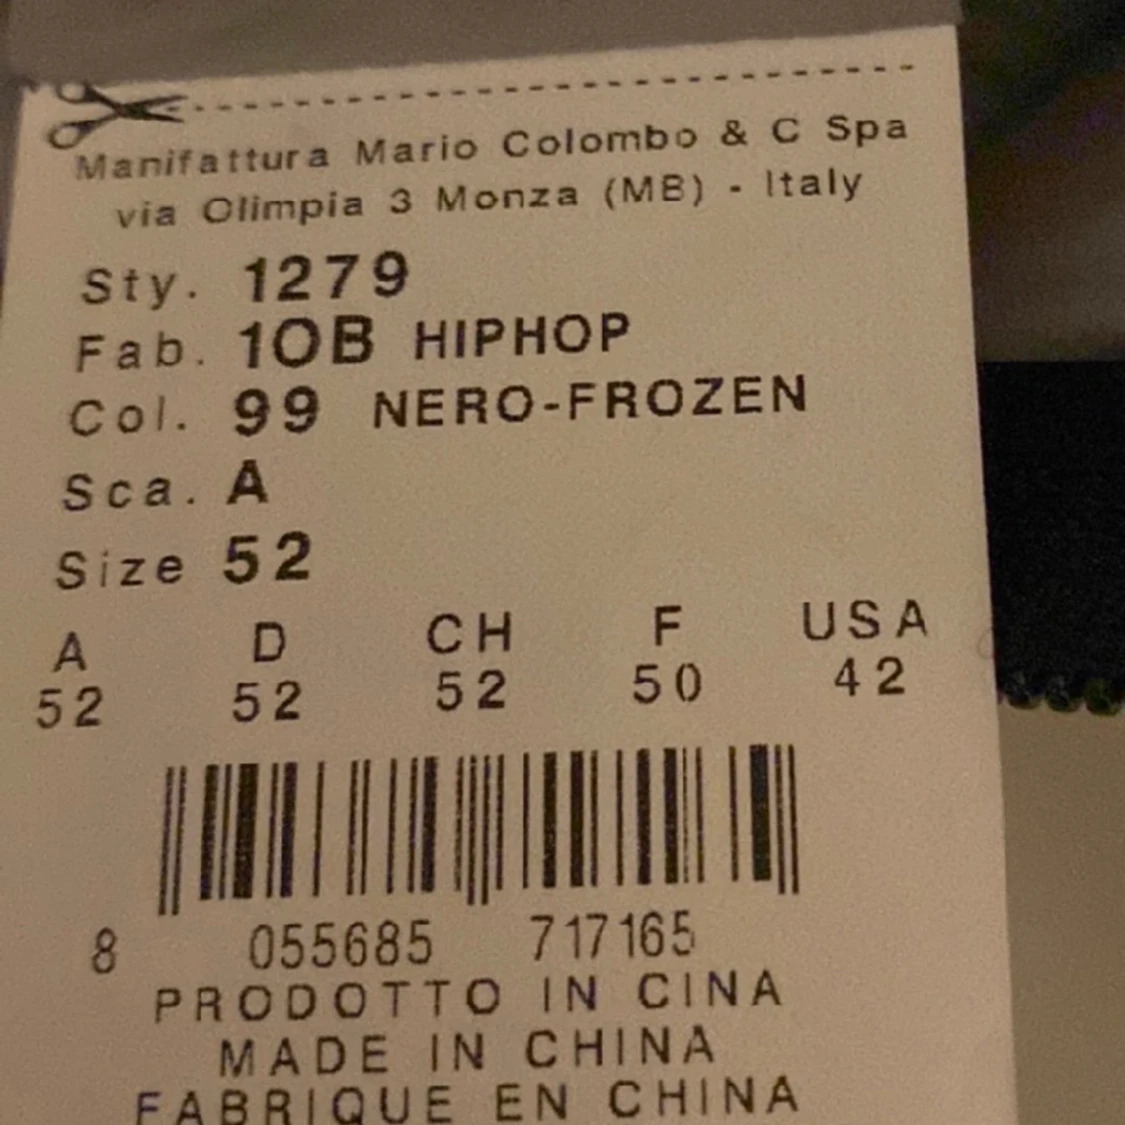 Manifattura Mario Colombo & C Spa
via Olimpia 3 Monza (MB) - Italy
Sty. 1279
Fab. 1OB HIPHOP
Col. 99 NERO-FROZEN
Sca. A
Size 52
A D CH F USA
52 52 52 50 42
8 055685 717165
PRODOTTO IN CINA
MADE IN CHINA
FABRIQUE EN CHINA